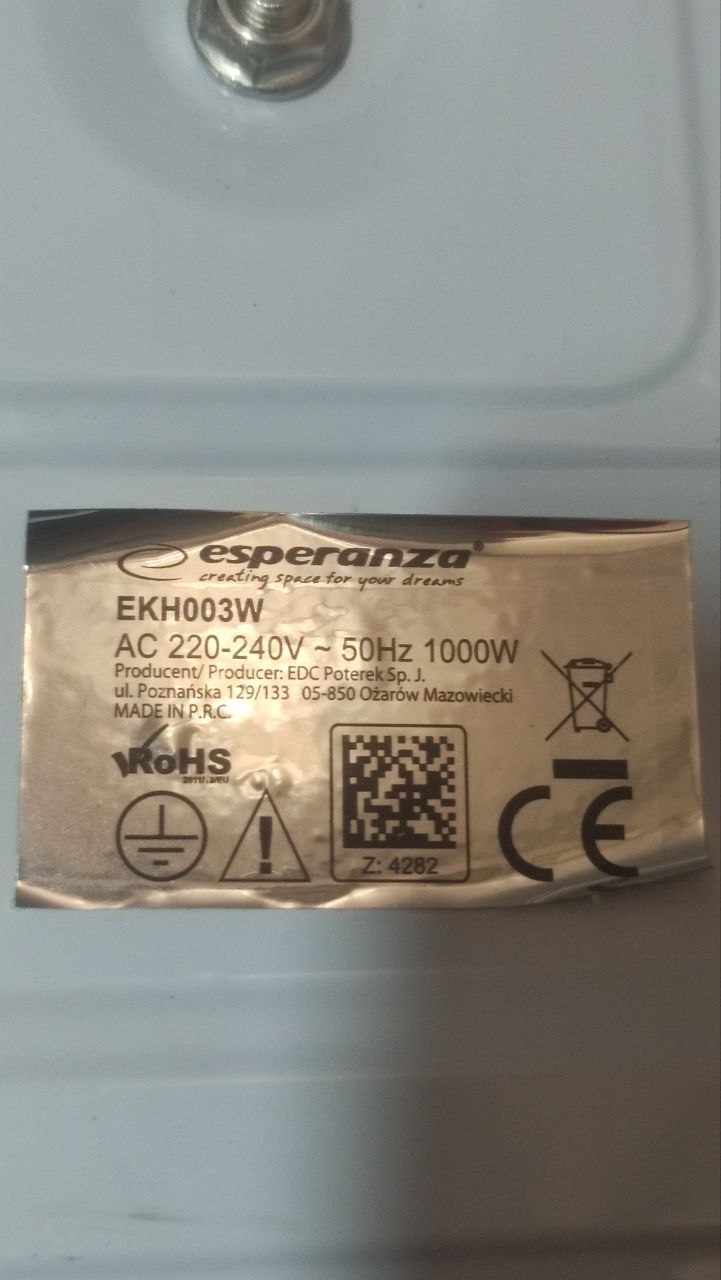 esperanza®
creating space for your dreams
EKH003W
AC 220-240V ~ 50Hz 1000W
Producent/ Producer: EDC Poterek Sp. J.
ul. Poznańska 129/133 05-850 Ożarów Mazowiecki
MADE IN P.R.C.
RoHS
Z: 4282
CE